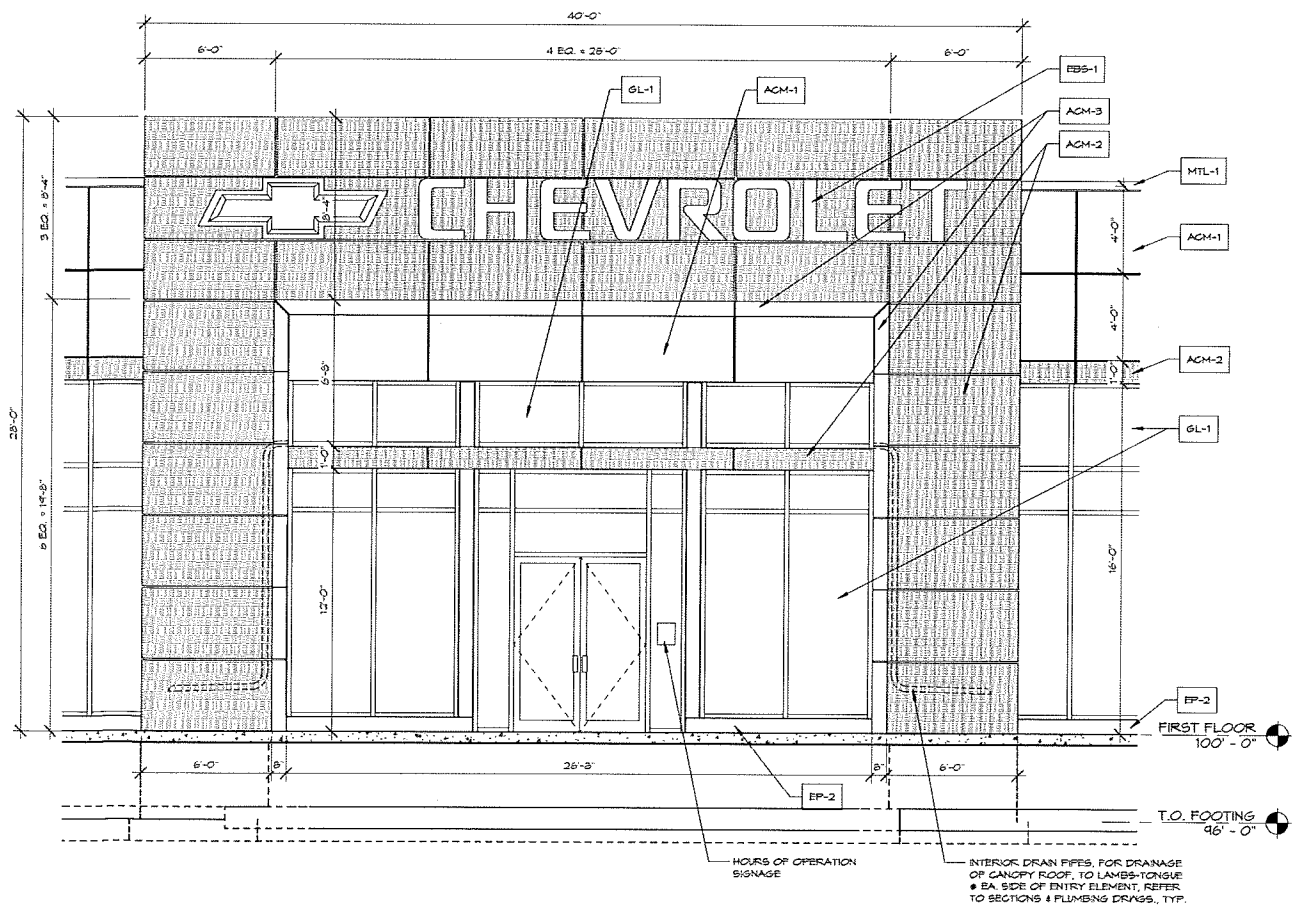 40'-0"
6'-0"
4 EQ. = 28'-0"
6'-0"
EBS-1
GL-1
ACM-1
ACM-3
ACM-2
MTL-1
CHEVROLET
3 EQ. = 8'-4"
8'-4"
4'-0"
ACM-1
4'-0"
6'-8"
1'-0"
ACM-2
28'-0"
GL-1
1'-0"
6 EQ. = 19'-8"
16'-0"
12'-0"
EP-2
FIRST FLOOR
100' - 0"
6'-0"
8"
26'-8"
8"
6'-0"
EP-2
T.O. FOOTING
96' - 0"
HOURS OF OPERATION
SIGNAGE
INTERIOR DRAIN PIPES, FOR DRAINAGE
OF CANOPY ROOF, TO LAMBS-TONGUE
@ EA. SIDE OF ENTRY ELEMENT, REFER
TO SECTIONS & PLUMBING DRWGS., TYP.